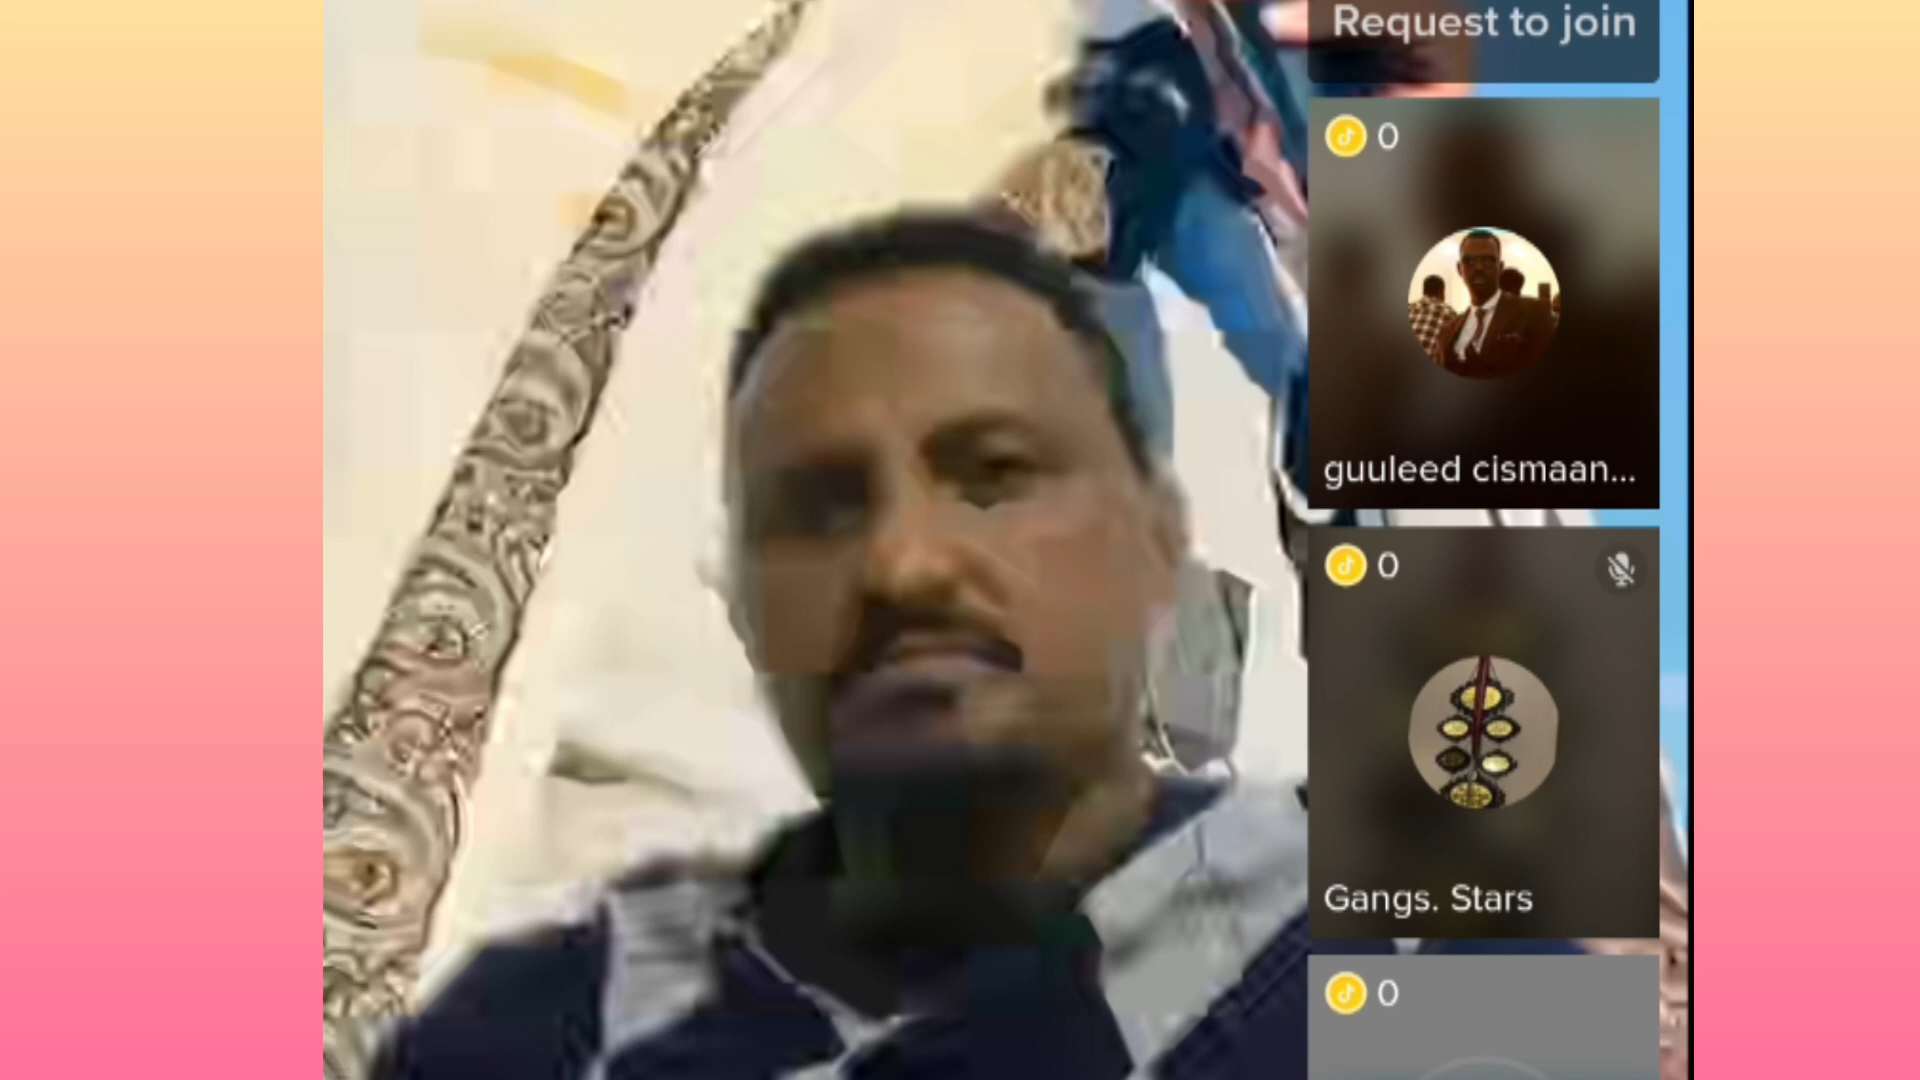 Request to join
0
guuleed cismaan...
0
Gangs. Stars
0